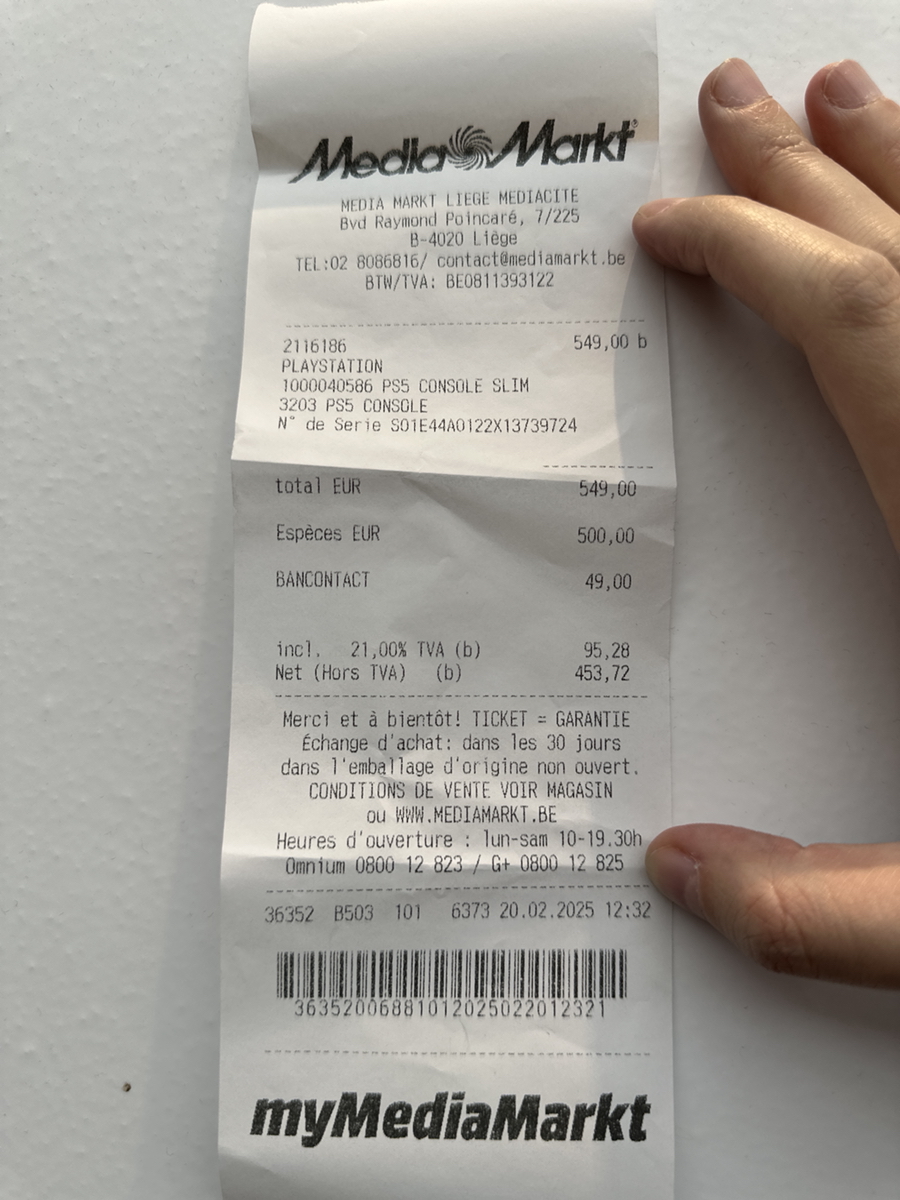 Media Markt®
MEDIA MARKT LIEGE MEDIACITE
Bvd Raymond Poincaré, 7/225
B-4020 Liège
TEL:02 8086816/ contact@mediamarkt.be
BTW/TVA: BE0811393122
2116186 549,00 b
PLAYSTATION
1000040586 PS5 CONSOLE SLIM
3203 PS5 CONSOLE
N° de Serie S01E44A0122X13739724
total EUR 549,00
Espèces EUR 500,00
BANCONTACT 49,00
incl. 21,00% TVA (b) 95,28
Net (Hors TVA) (b) 453,72
Merci et à bientôt! TICKET = GARANTIE
Échange d'achat: dans les 30 jours
dans l'emballage d'origine non ouvert.
CONDITIONS DE VENTE VOIR MAGASIN
ou WWW.MEDIAMARKT.BE
Heures d'ouverture : lun-sam 10-19.30h
Omnium 0800 12 823 / G+ 0800 12 825
36352 B503 101 6373 20.02.2025 12:32
3635200688101202502201232​1
myMediaMarkt